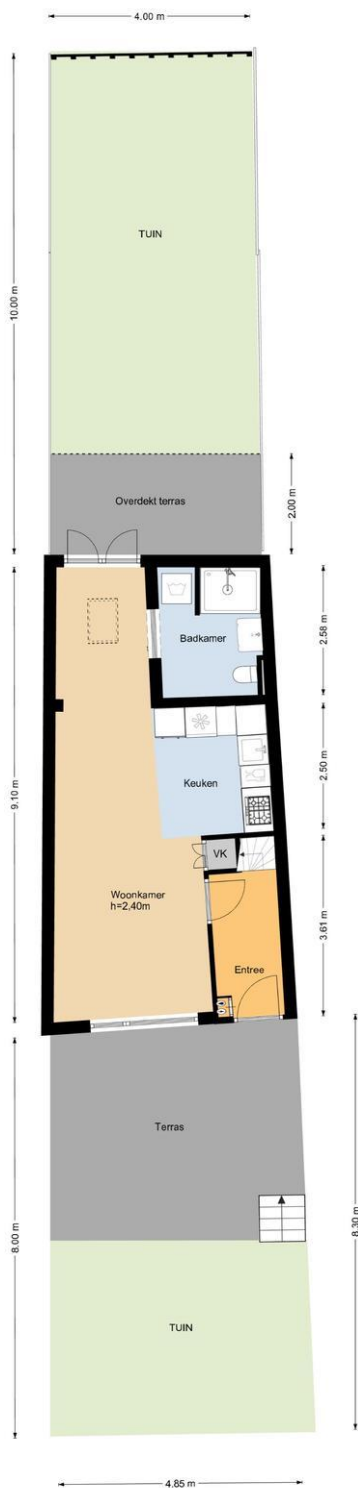 4.00 m
10.00 m
TUIN
Overdekt terras
2.00 m
9.10 m
Badkamer
2.58 m
Keuken
2.50 m
VK
Woonkamer
h=2,40m
Entree
3.61 m
Terras
8.00 m
8.30 m
TUIN
4.85 m